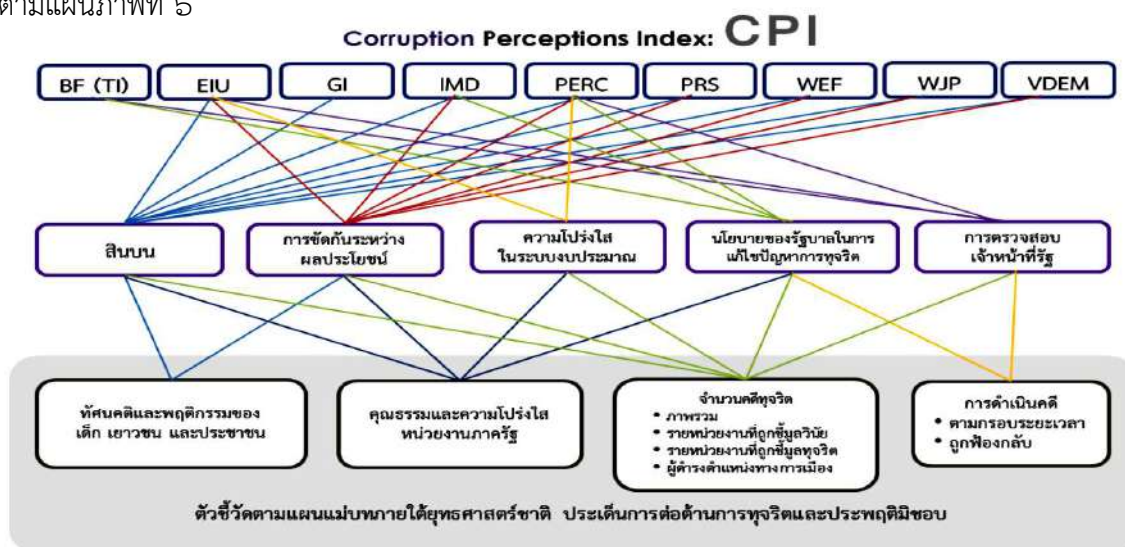 ตามแผนภาพที่ ๖
Corruption Perceptions Index: CPI
BF (TI) EIU GI IMD PERC PRS WEF WJP VDEM
สินบน
การขัดกันระหว่าง
ผลประโยชน์
ความโปร่งใส
ในระบบงบประมาณ
นโยบายของรัฐบาลในการ
แก้ไขปัญหาการทุจริต
การตรวจสอบ
เจ้าหน้าที่รัฐ
ทัศนคติและพฤติกรรมของ
เด็ก เยาวชน และประชาชน
คุณธรรมและความโปร่งใส
หน่วยงานภาครัฐ
จำนวนคดีทุจริต
• ภาพรวม
• รายหน่วยงานที่ถูกชี้มูลวินัย
• รายหน่วยงานที่ถูกชี้มูลทุจริต
• ผู้ดำรงตำแหน่งทางการเมือง
การดำเนินคดี
• ตามกรอบระยะเวลา
• ถูกฟ้องกลับ
ตัวชี้วัดตามแผนแม่บทภายใต้ยุทธศาสตร์ชาติ ประเด็นการต่อต้านการทุจริตและประพฤติมิชอบ